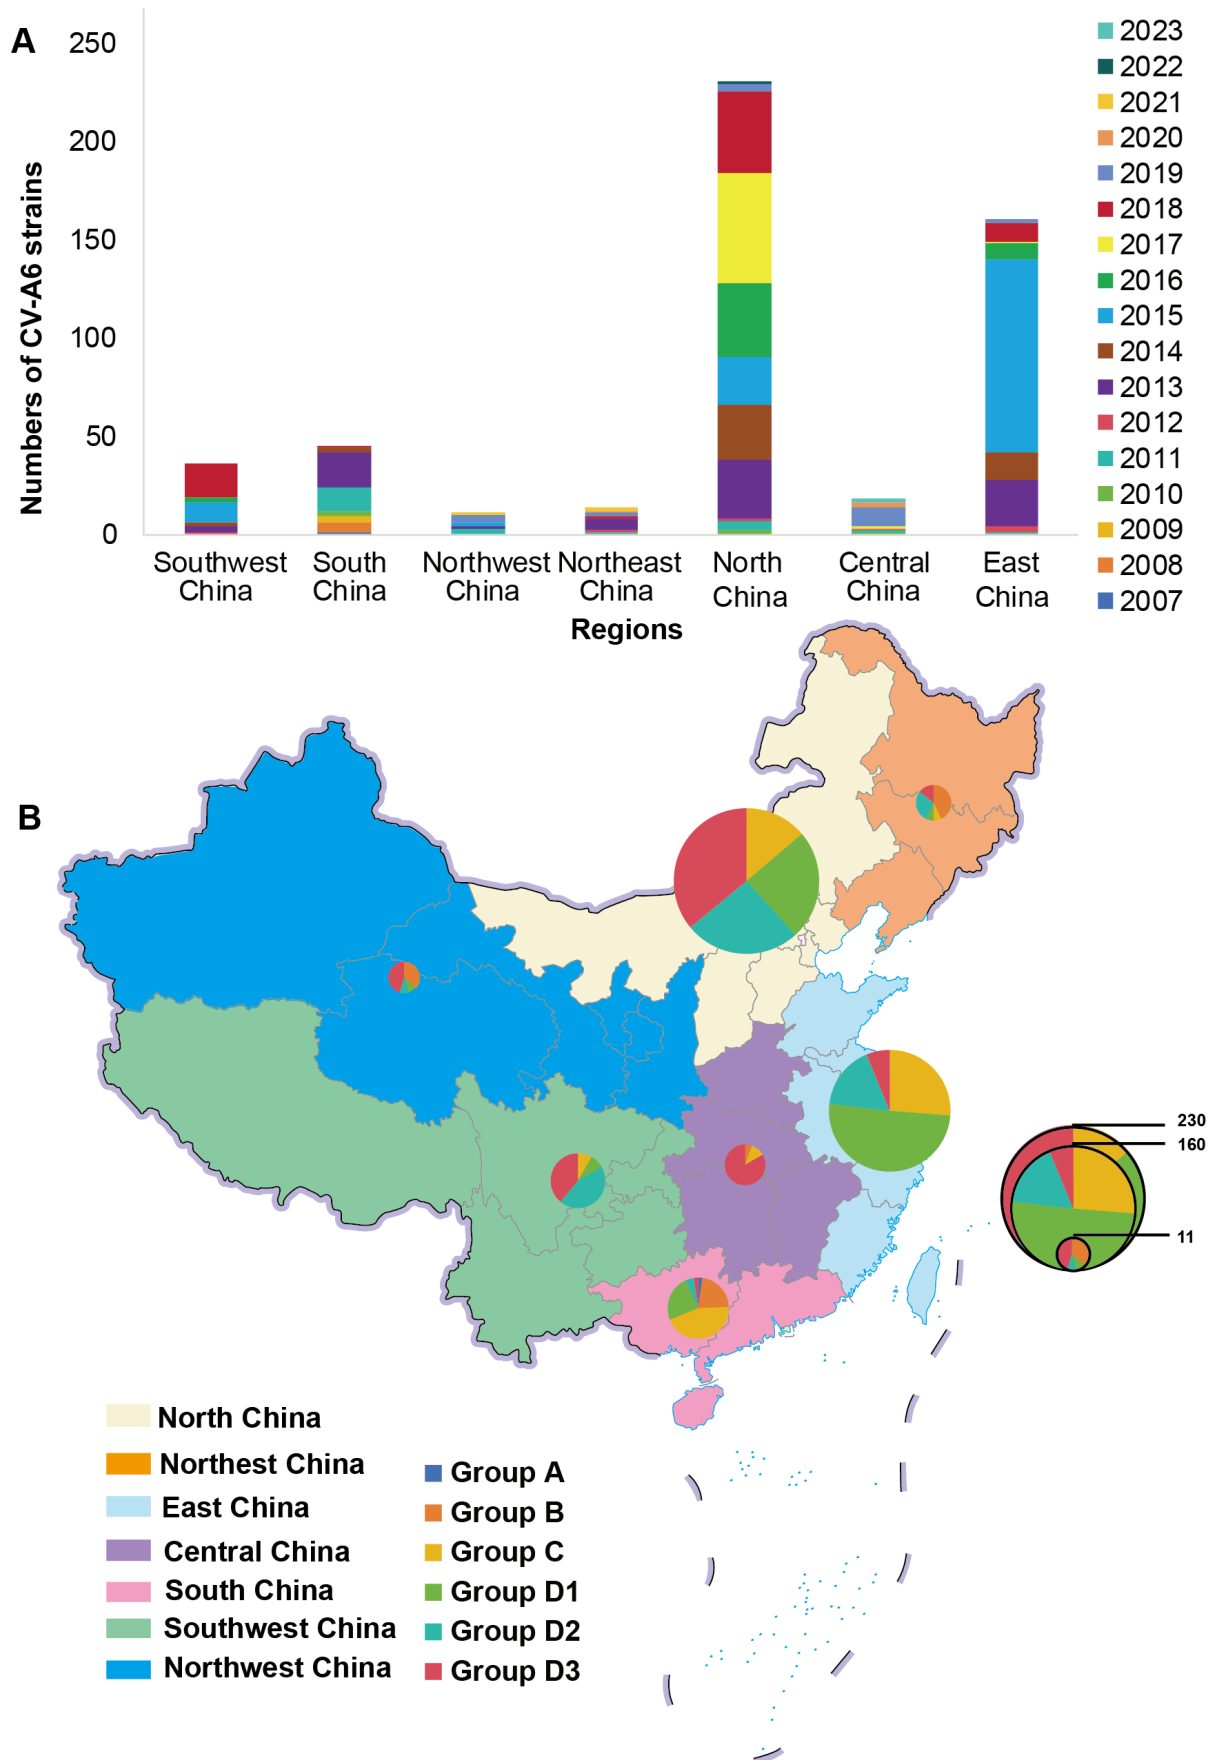 A
Numbers of CV-A6 strains
250
200
150
100
50
0
Southwest
China
South
China
Northwest
China
Northeast
China
North
China
Central
China
East
China
Regions
2023
2022
2021
2020
2019
2018
2017
2016
2015
2014
2013
2012
2011
2010
2009
2008
2007
B
230
160
11
North China
Northest China
East China
Central China
South China
Southwest China
Northwest China
Group A
Group B
Group C
Group D1
Group D2
Group D3